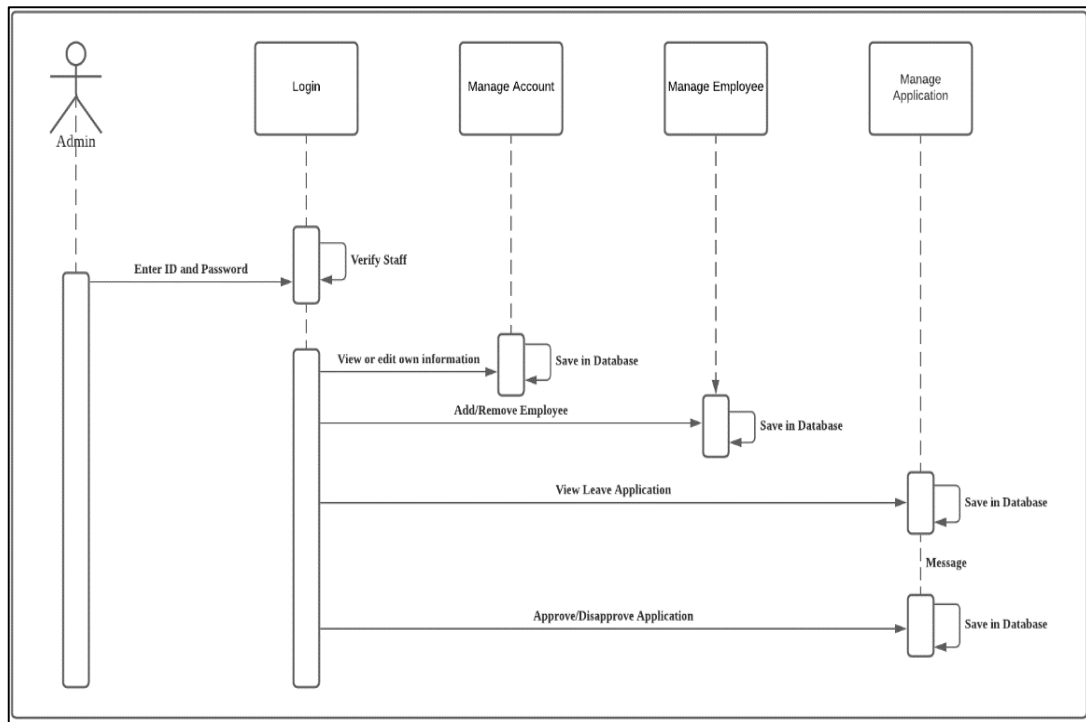 Login
Manage Account
Manage Employee
Manage
Application
Admin
Verify Staff
Enter ID and Password
View or edit own information
Save in Database
Add/Remove Employee
Save in Database
View Leave Application
Save in Database
Message
Approve/Disapprove Application
Save in Database